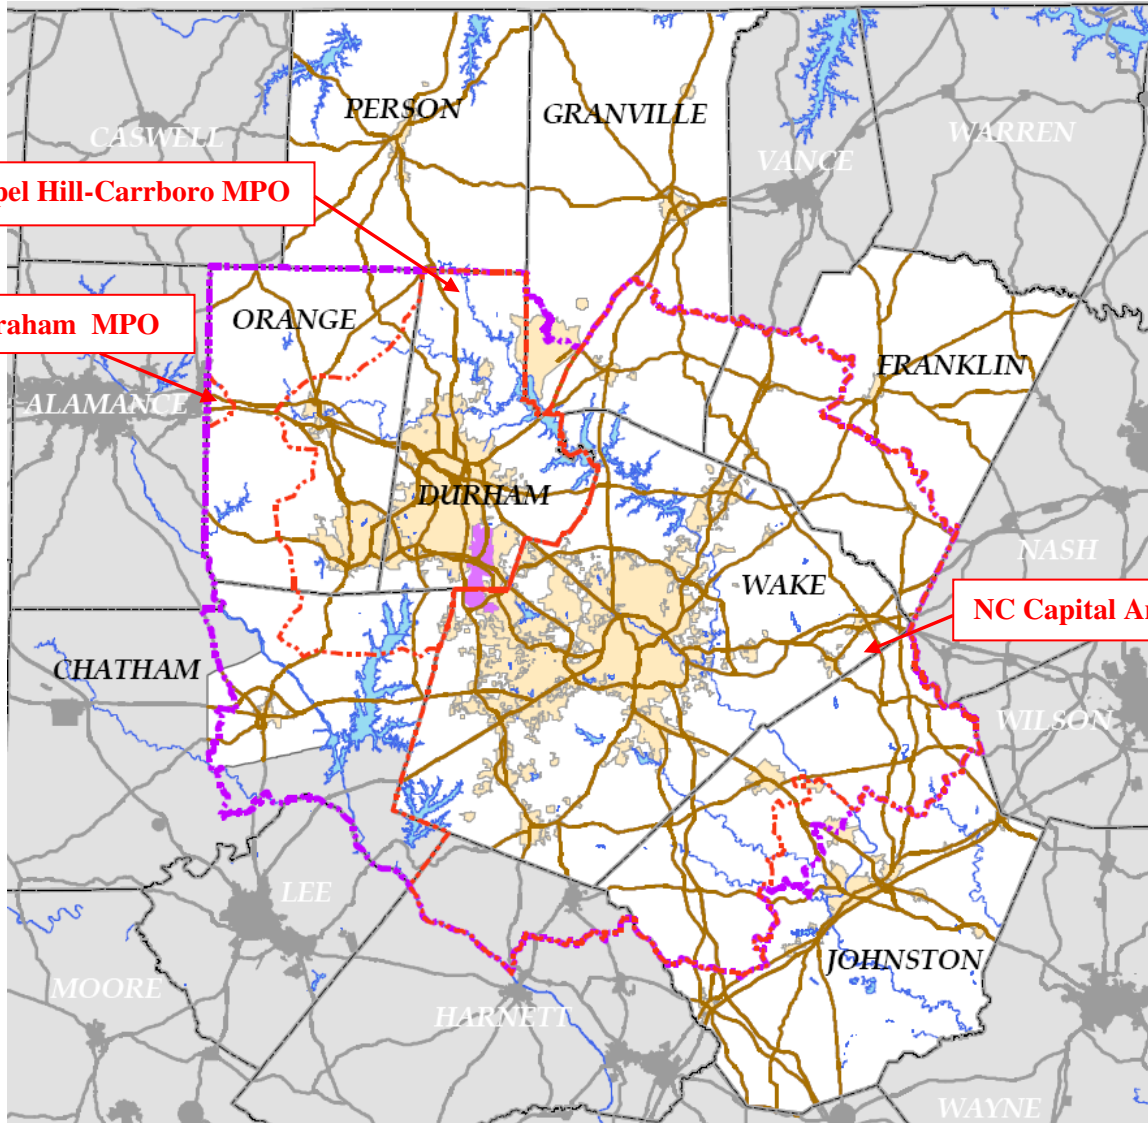 PERSON
GRANVILLE
CASWELL
WARREN
VANCE
pel Hill-Carrboro MPO
raham MPO
ORANGE
FRANKLIN
ALAMANCE
DURHAM
NASH
WAKE
NC Capital Ar
CHATHAM
WILSON
LEE
JOHNSTON
MOORE
HARNETT
WAYNE